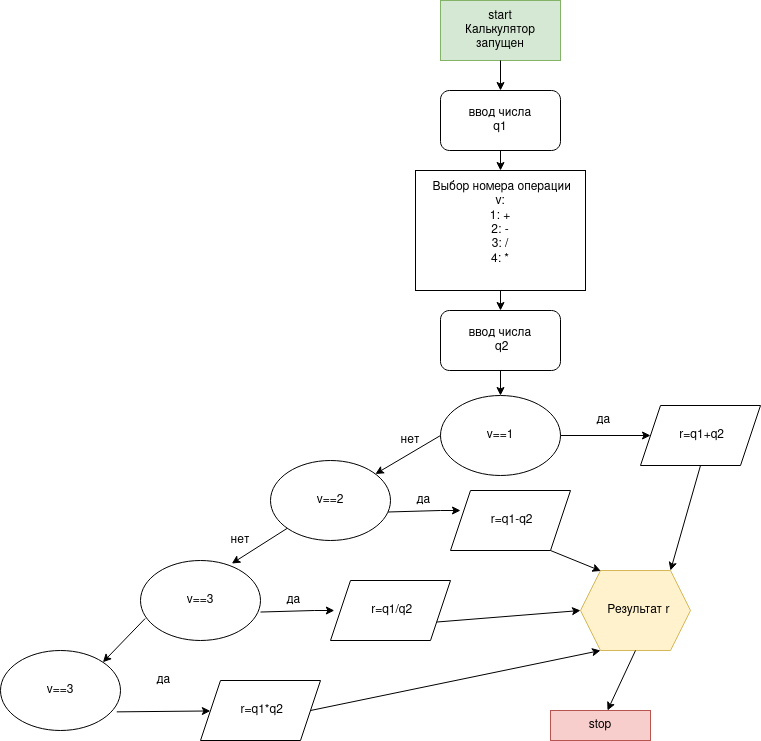 start
Калькулятор
запущен
ввод числа
q1
Выбор номера операции
v:
1: +
2: -
3: /
4: *
ввод числа
q2
v==1
да
r=q1+q2
нет
v==2
да
r=q1-q2
нет
v==3
да
r=q1/q2
Результат r
v==3
да
r=q1*q2
stop